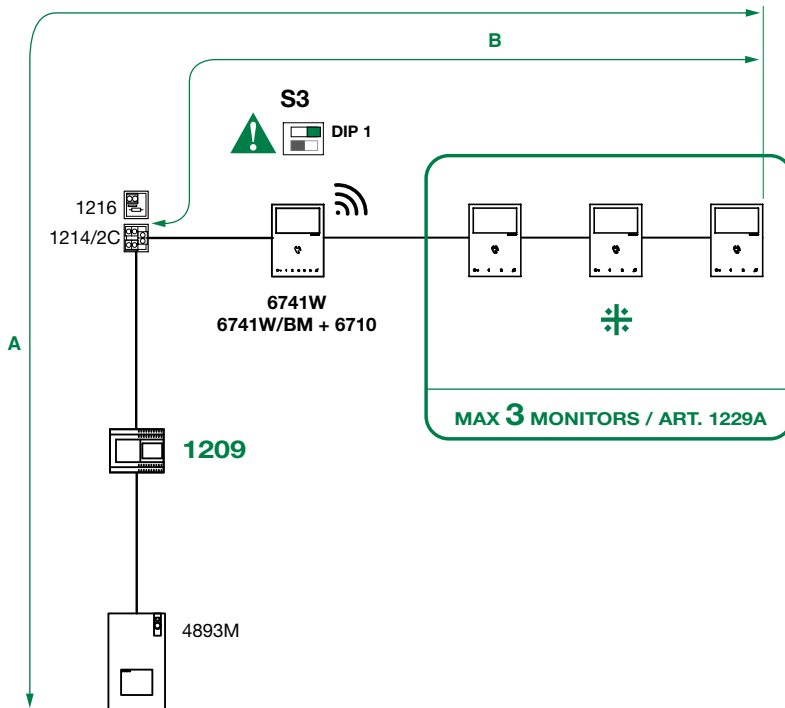 B
S3
DIP 1
1216
1214/2C
6741W
6741W/BM + 6710
A
MAX 3 MONITORS / ART. 1229A
1209
4893M